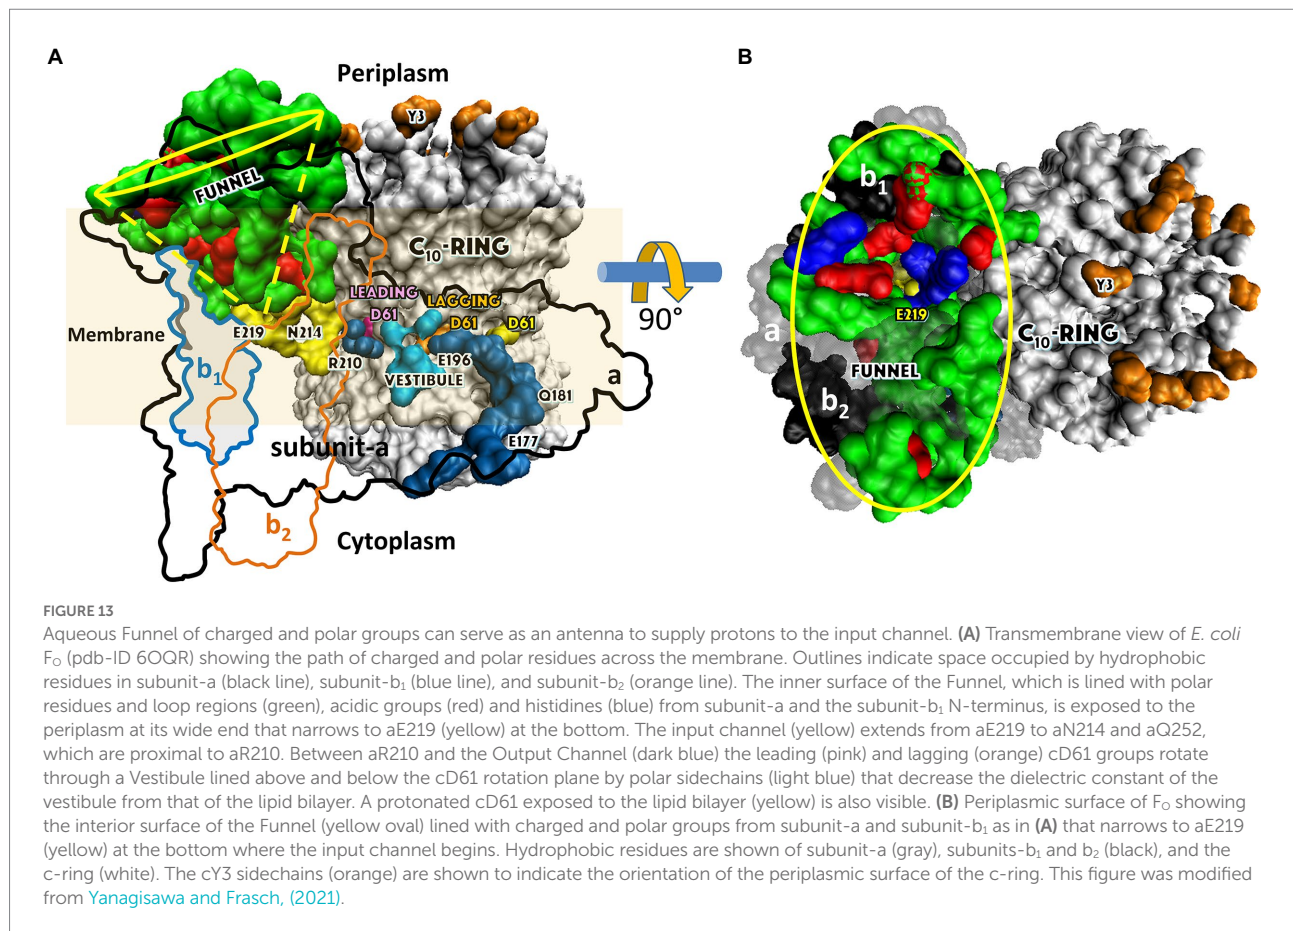 A
Periplasm
Y3
FUNNEL
C₁₀-RING
LEADING
D61
LAGGING
D61
D61
Membrane
E219
N214
R210
E196
VESTIBULE
b₁
a
Q181
E177
subunit-a
b₂
Cytoplasm
90°
B
b₁
Y3
E219
a
C₁₀-RING
FUNNEL
b₂
FIGURE 13
Aqueous Funnel of charged and polar groups can serve as an antenna to supply protons to the input channel. (A) Transmembrane view of E. coli
Fₒ (pdb-ID 6OQR) showing the path of charged and polar residues across the membrane. Outlines indicate space occupied by hydrophobic
residues in subunit-a (black line), subunit-b₁ (blue line), and subunit-b₂ (orange line). The inner surface of the Funnel, which is lined with polar
residues and loop regions (green), acidic groups (red) and histidines (blue) from subunit-a and the subunit-b₁ N-terminus, is exposed to the
periplasm at its wide end that narrows to aE219 (yellow) at the bottom. The input channel (yellow) extends from aE219 to aN214 and aQ252,
which are proximal to aR210. Between aR210 and the Output Channel (dark blue) the leading (pink) and lagging (orange) cD61 groups rotate
through a Vestibule lined above and below the cD61 rotation plane by polar sidechains (light blue) that decrease the dielectric constant of the
vestibule from that of the lipid bilayer. A protonated cD61 exposed to the lipid bilayer (yellow) is also visible. (B) Periplasmic surface of Fₒ showing
the interior surface of the Funnel (yellow oval) lined with charged and polar groups from subunit-a and subunit-b₁ as in (A) that narrows to aE219
(yellow) at the bottom where the input channel begins. Hydrophobic residues are shown of subunit-a (gray), subunits-b₁ and b₂ (black), and the
c-ring (white). The cY3 sidechains (orange) are shown to indicate the orientation of the periplasmic surface of the c-ring. This figure was modified
from Yanagisawa and Frasch, (2021).